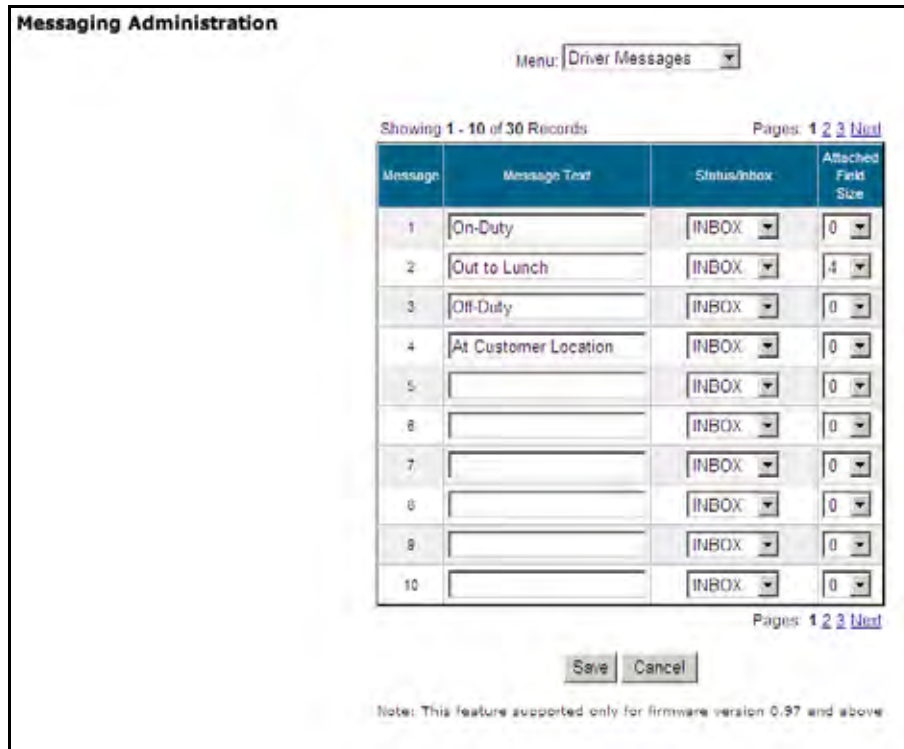 Messaging Administration
Menu: Driver Messages
Showing 1 - 10 of 30 Records Pages: 1 2 3 Next
Message Message Text Status/Inbox Attached Field Size
1 On-Duty INBOX 0
2 Out to Lunch INBOX 4
3 Off-Duty INBOX 0
4 At Customer Location INBOX 0
5 INBOX 0
6 INBOX 0
7 INBOX 0
8 INBOX 0
9 INBOX 0
10 INBOX 0
Pages: 1 2 3 Next
Save Cancel
Note: This feature supported only for firmware version 0.97 and above